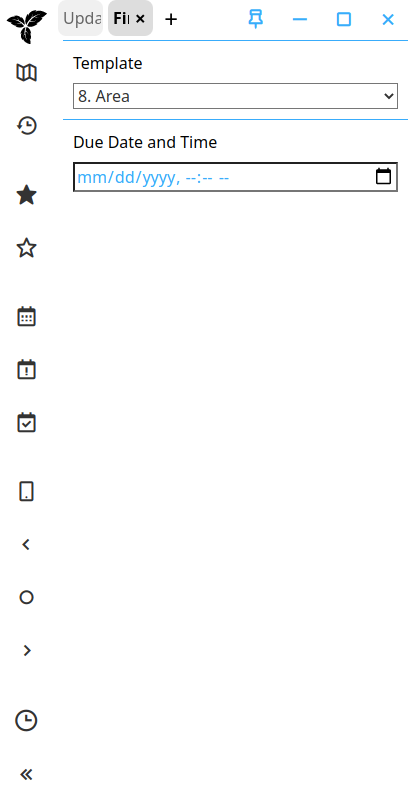 Upda
Fi
Template
8. Area
Due Date and Time
mm/dd/yyyy, --:-- --